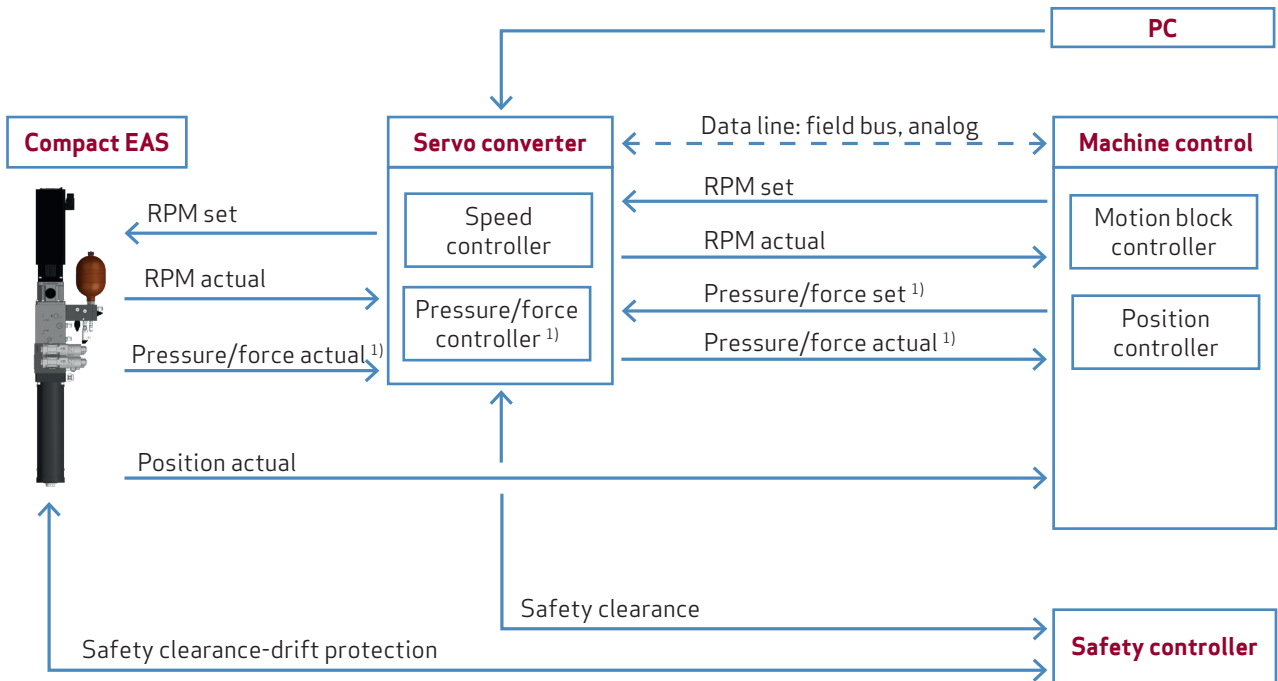 PC
Compact EAS
Servo converter
Data line: field bus, analog
Machine control
RPM set
RPM actual
Pressure/force actual 1)
Speed
controller
Pressure/force
controller 1)
RPM set
RPM actual
Pressure/force set 1)
Pressure/force actual 1)
Motion block
controller
Position
controller
Position actual
Safety clearance
Safety clearance-drift protection
Safety controller